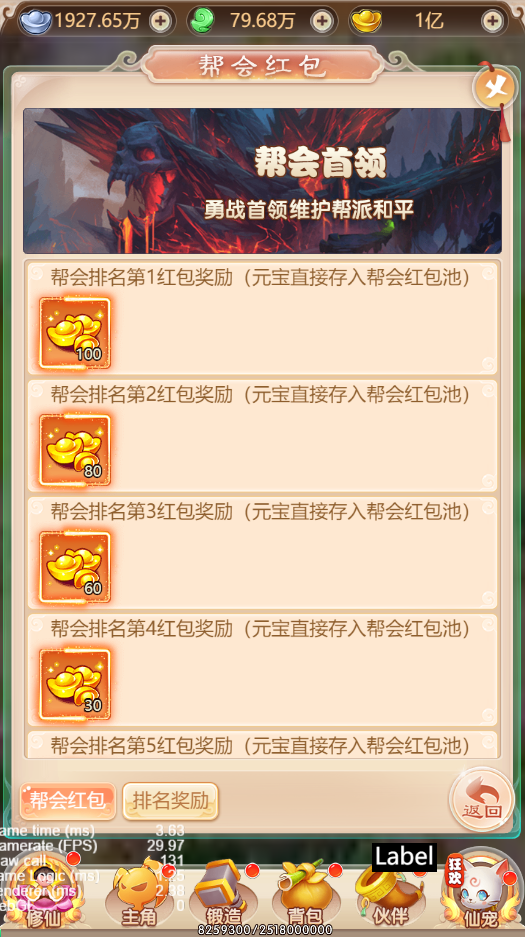 1927.65万 79.68万 1亿
帮会红包
帮会首领
勇战首领维护帮派和平
帮会排名第1红包奖励（元宝直接存入帮会红包池）
100
帮会排名第2红包奖励（元宝直接存入帮会红包池）
80
帮会排名第3红包奖励（元宝直接存入帮会红包池）
60
帮会排名第4红包奖励（元宝直接存入帮会红包池）
30
帮会排名第5红包奖励（元宝直接存入帮会红包池）
帮会红包 排名奖励 返回
ame time (ms) 3.63
amerate (FPS) 29.97
aw call 131
ame Logic (ms) 1.25
enderer (ms) 2.88
0
Label
狂欢
修仙 主角 锻造 背包 伙伴 仙宠
8259300/2518000000